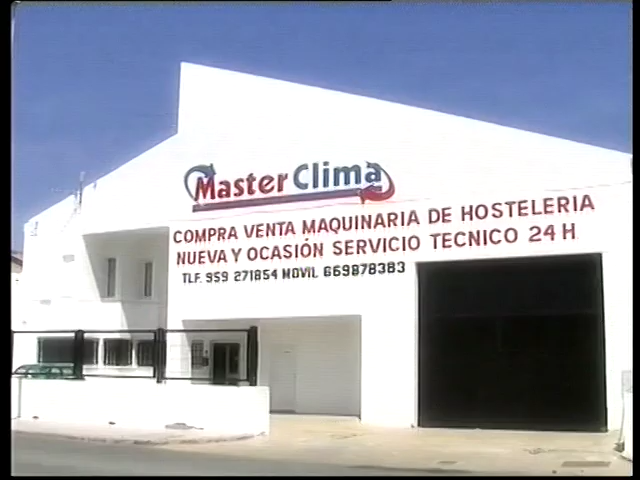 Master Clima
COMPRA VENTA MAQUINARIA DE HOSTELERIA
NUEVA Y OCASIÓN SERVICIO TECNICO 24 H
TLF. 959 271854 MOVIL 669878383